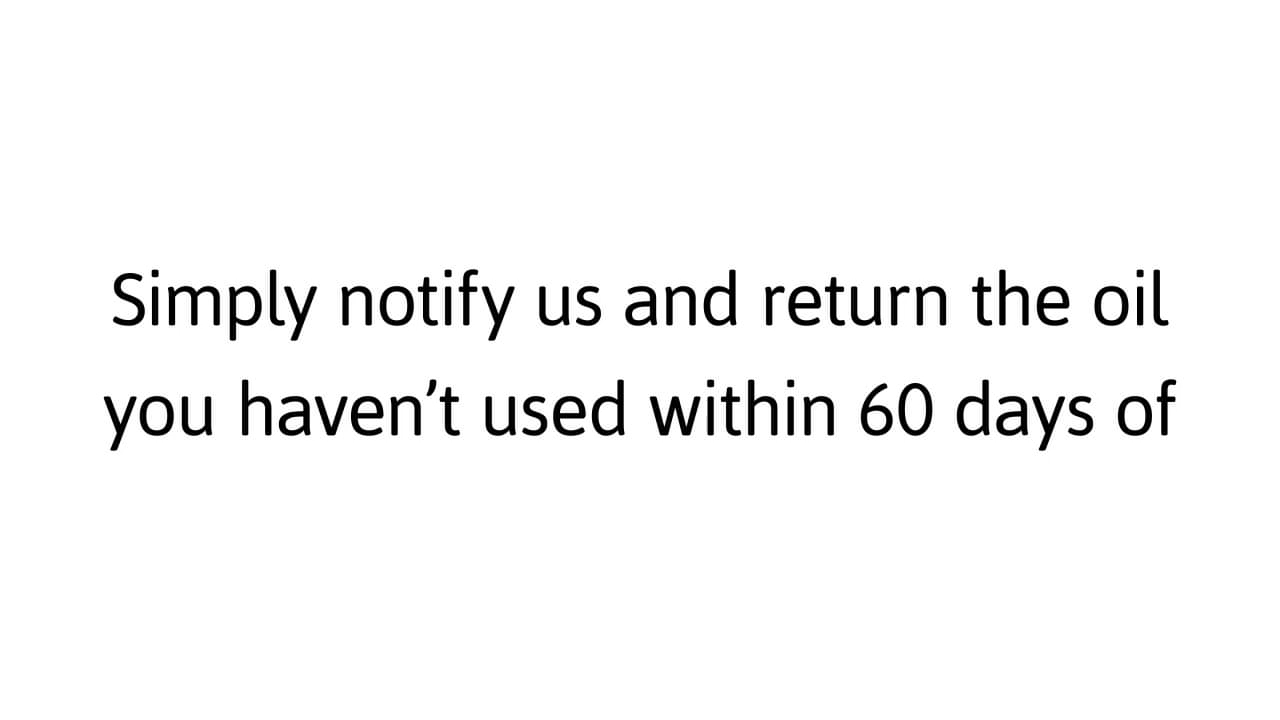 Simply notify us and return the oil
you haven’t used within 60 days of